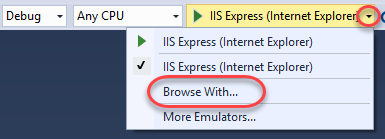 Debug Any CPU IIS Express (Internet Explorer)
IIS Express (Internet Explorer)
IIS Express (Internet Explorer)
Browse With...
More Emulators...